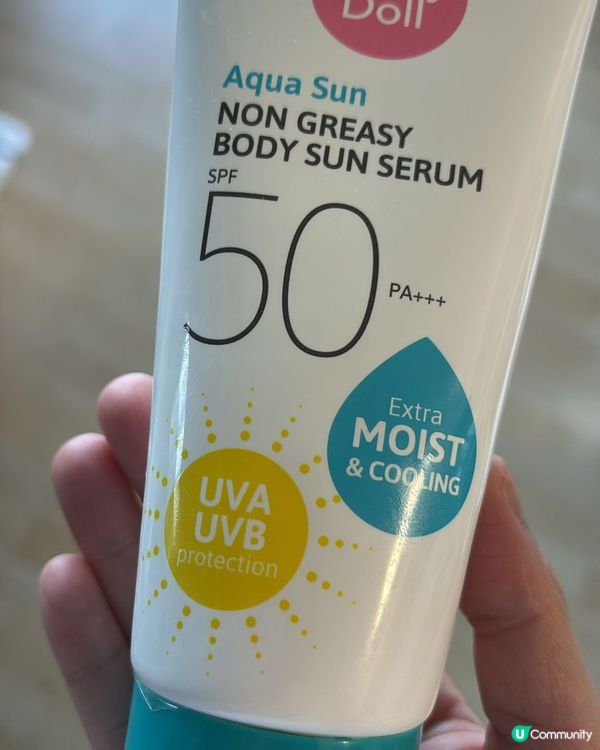 Doll
Aqua Sun
NON GREASY
BODY SUN SERUM
SPF
50
PA+++
Extra
MOIST
& COOLING
UVA
UVB
protection
U Community